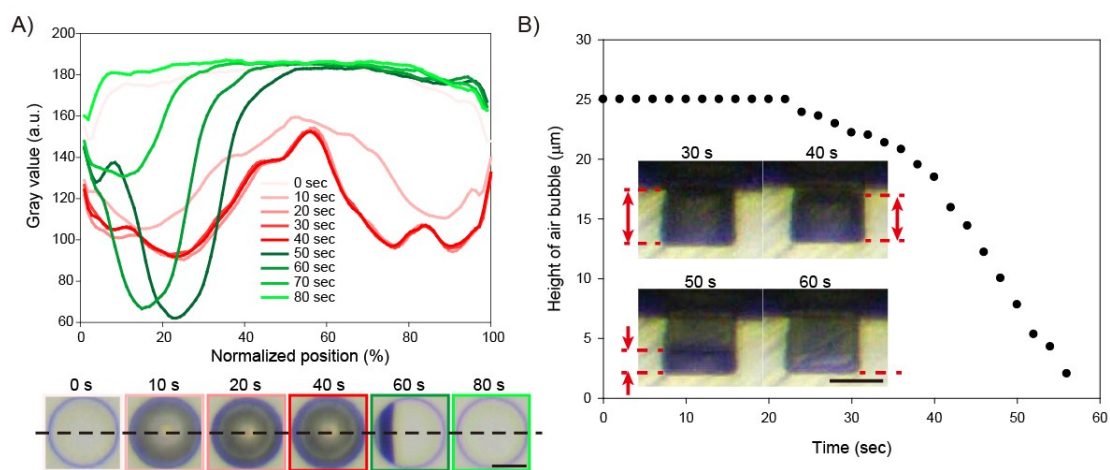 A)
200
180
160
140
120
100
80
60
Gray value (a.u.)
0 sec
10 sec
20 sec
30 sec
40 sec
50 sec
60 sec
70 sec
80 sec
0
20
40
60
80
100
Normalized position (%)
0 s
10 s
20 s
40 s
60 s
80 s
B)
30
25
20
15
10
5
0
Height of air bubble (μm)
30 s
40 s
50 s
60 s
0
10
20
30
40
50
60
Time (sec)